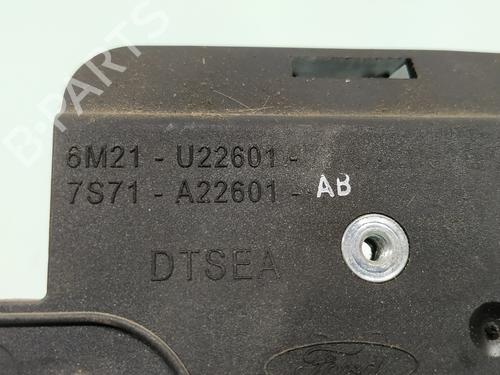 B-PARTS
6M21 - U22601 -
7S71 - A22601 - AB
DTSEA
Ford